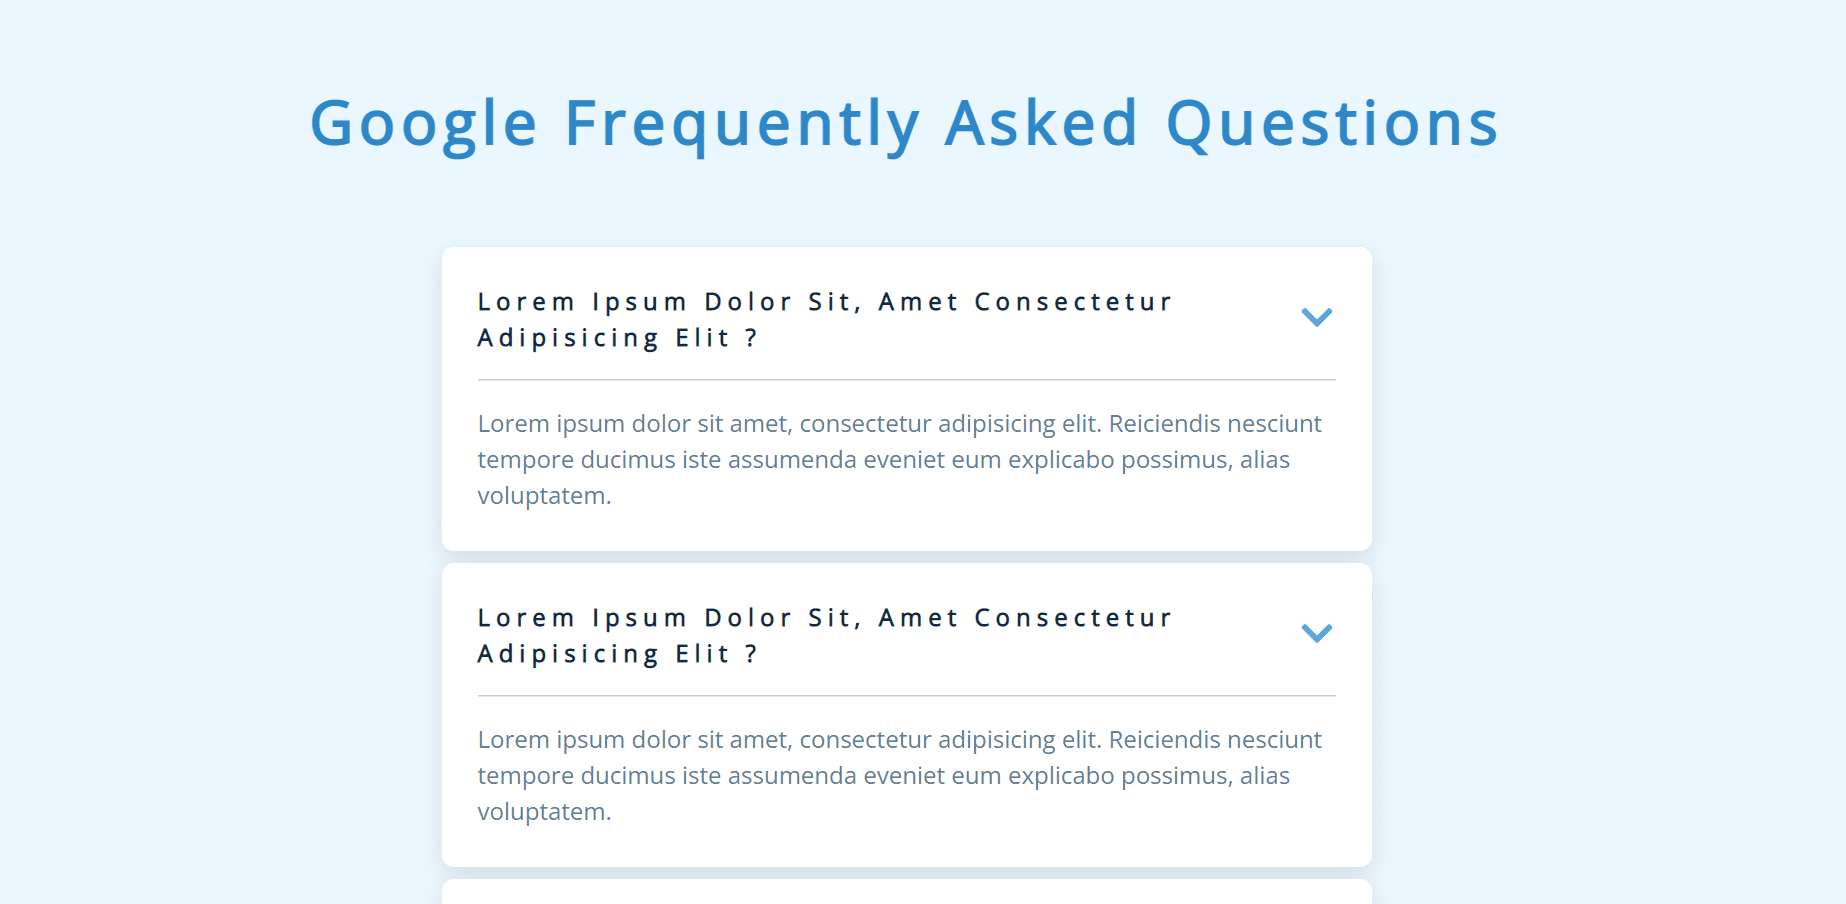 Google Frequently Asked Questions
Lorem Ipsum Dolor Sit, Amet Consectetur
Adipisicing Elit ?
Lorem ipsum dolor sit amet, consectetur adipisicing elit. Reiciendis nesciunt
tempore ducimus iste assumenda eveniet eum explicabo possimus, alias
voluptatem.
Lorem Ipsum Dolor Sit, Amet Consectetur
Adipisicing Elit ?
Lorem ipsum dolor sit amet, consectetur adipisicing elit. Reiciendis nesciunt
tempore ducimus iste assumenda eveniet eum explicabo possimus, alias
voluptatem.